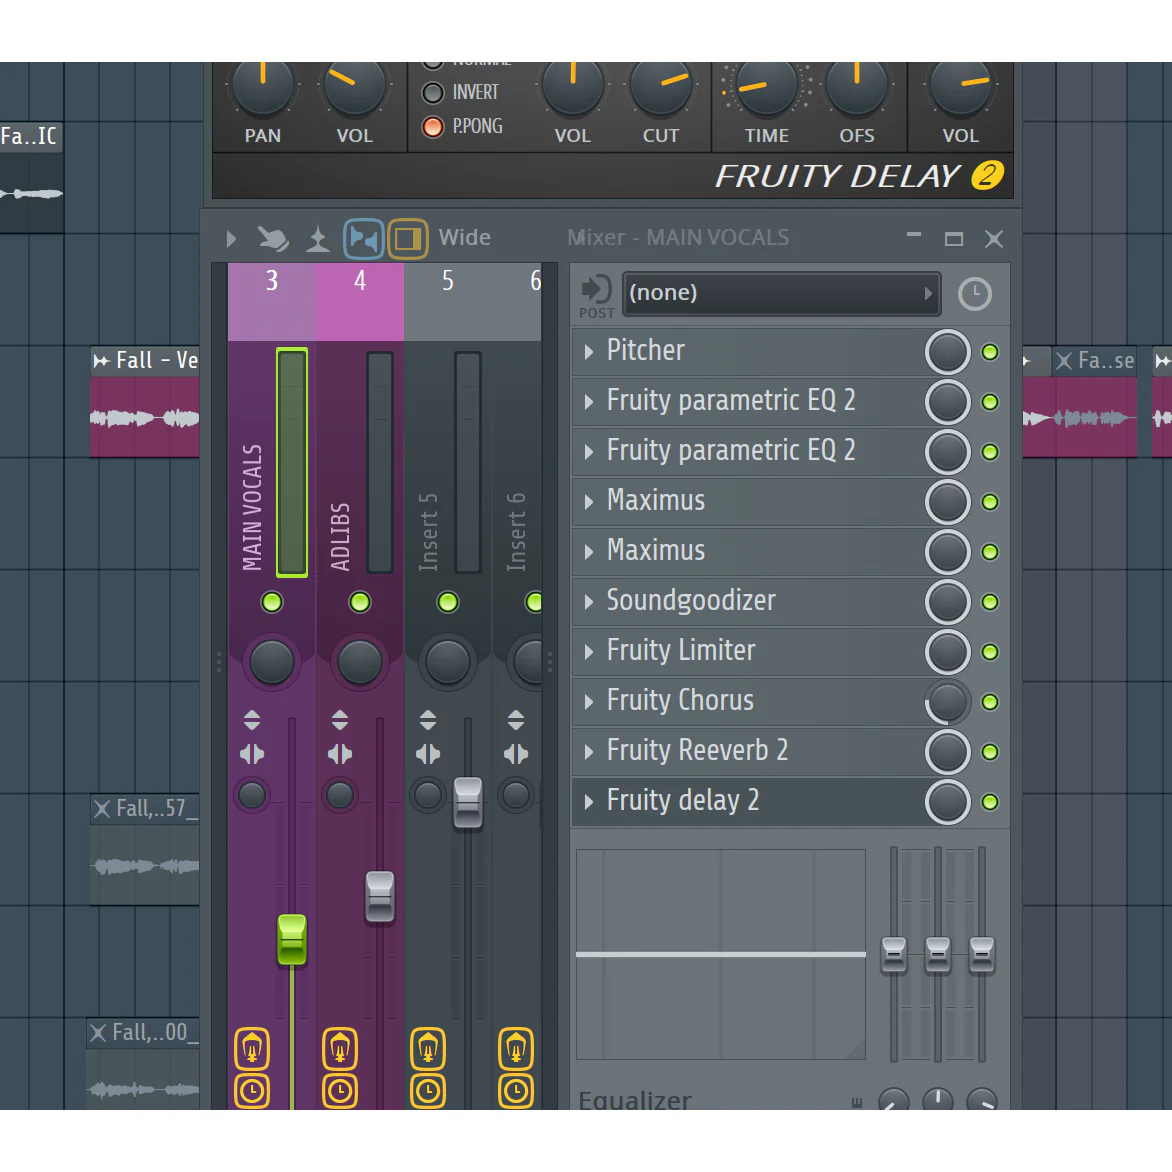 NORMAL
INVERT
P.PONG
PAN
VOL
VOL
CUT
TIME
OFS
VOL
FRUITY DELAY 2
Fa..IC
Wide
Mixer - MAIN VOCALS
3
4
5
6
POST
(none)
Pitcher
Fruity parametric EQ 2
Fruity parametric EQ 2
Maximus
Maximus
Soundgoodizer
Fruity Limiter
Fruity Chorus
Fruity Reeverb 2
Fruity delay 2
MAIN VOCALS
ADLIBS
Insert 5
Insert 6
Fall - Ve
Fa..se
Fall,..57_
Fall,..00_
Equalizer